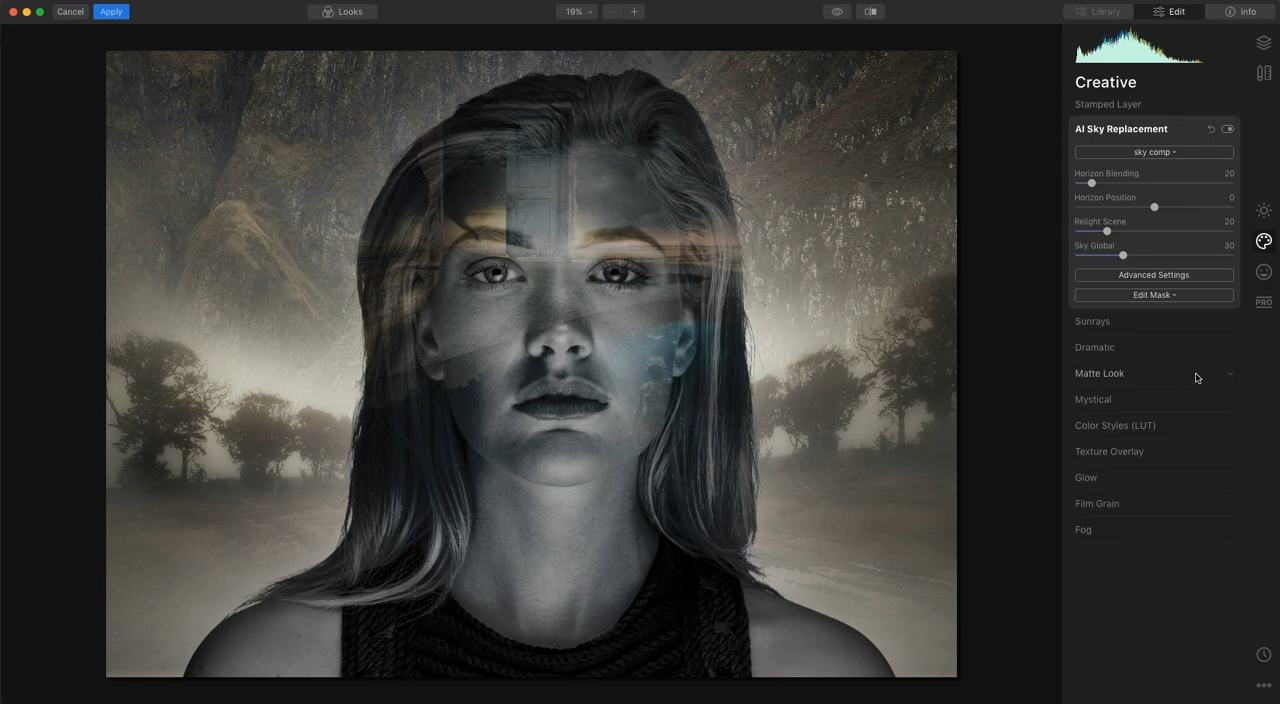 Cancel Apply Looks 19% Library Edit Info
Creative
Stamped Layer
AI Sky Replacement
sky comp
Horizon Blending 20
Horizon Position 0
Relight Scene 20
Sky Global 30
Advanced Settings
Edit Mask
PRO
Sunrays
Dramatic
Matte Look
Mystical
Color Styles (LUT)
Texture Overlay
Glow
Film Grain
Fog